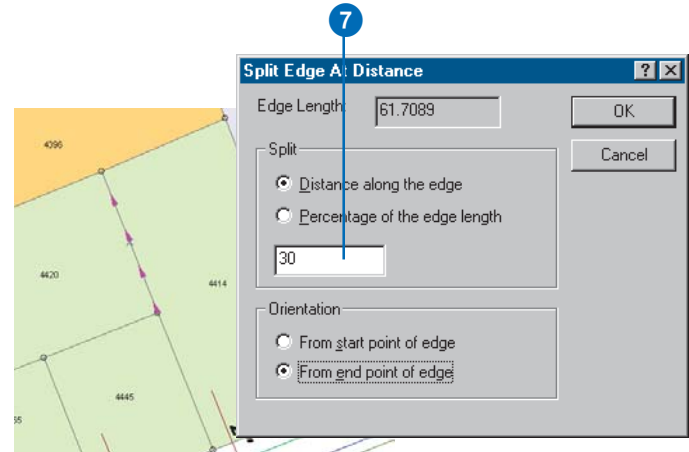 7
Split Edge At Distance
Edge Length: 61.7089
OK
Split
Cancel
Distance along the edge
Percentage of the edge length
30
Orientation
From start point of edge
From end point of edge
4396
4420
4414
4445